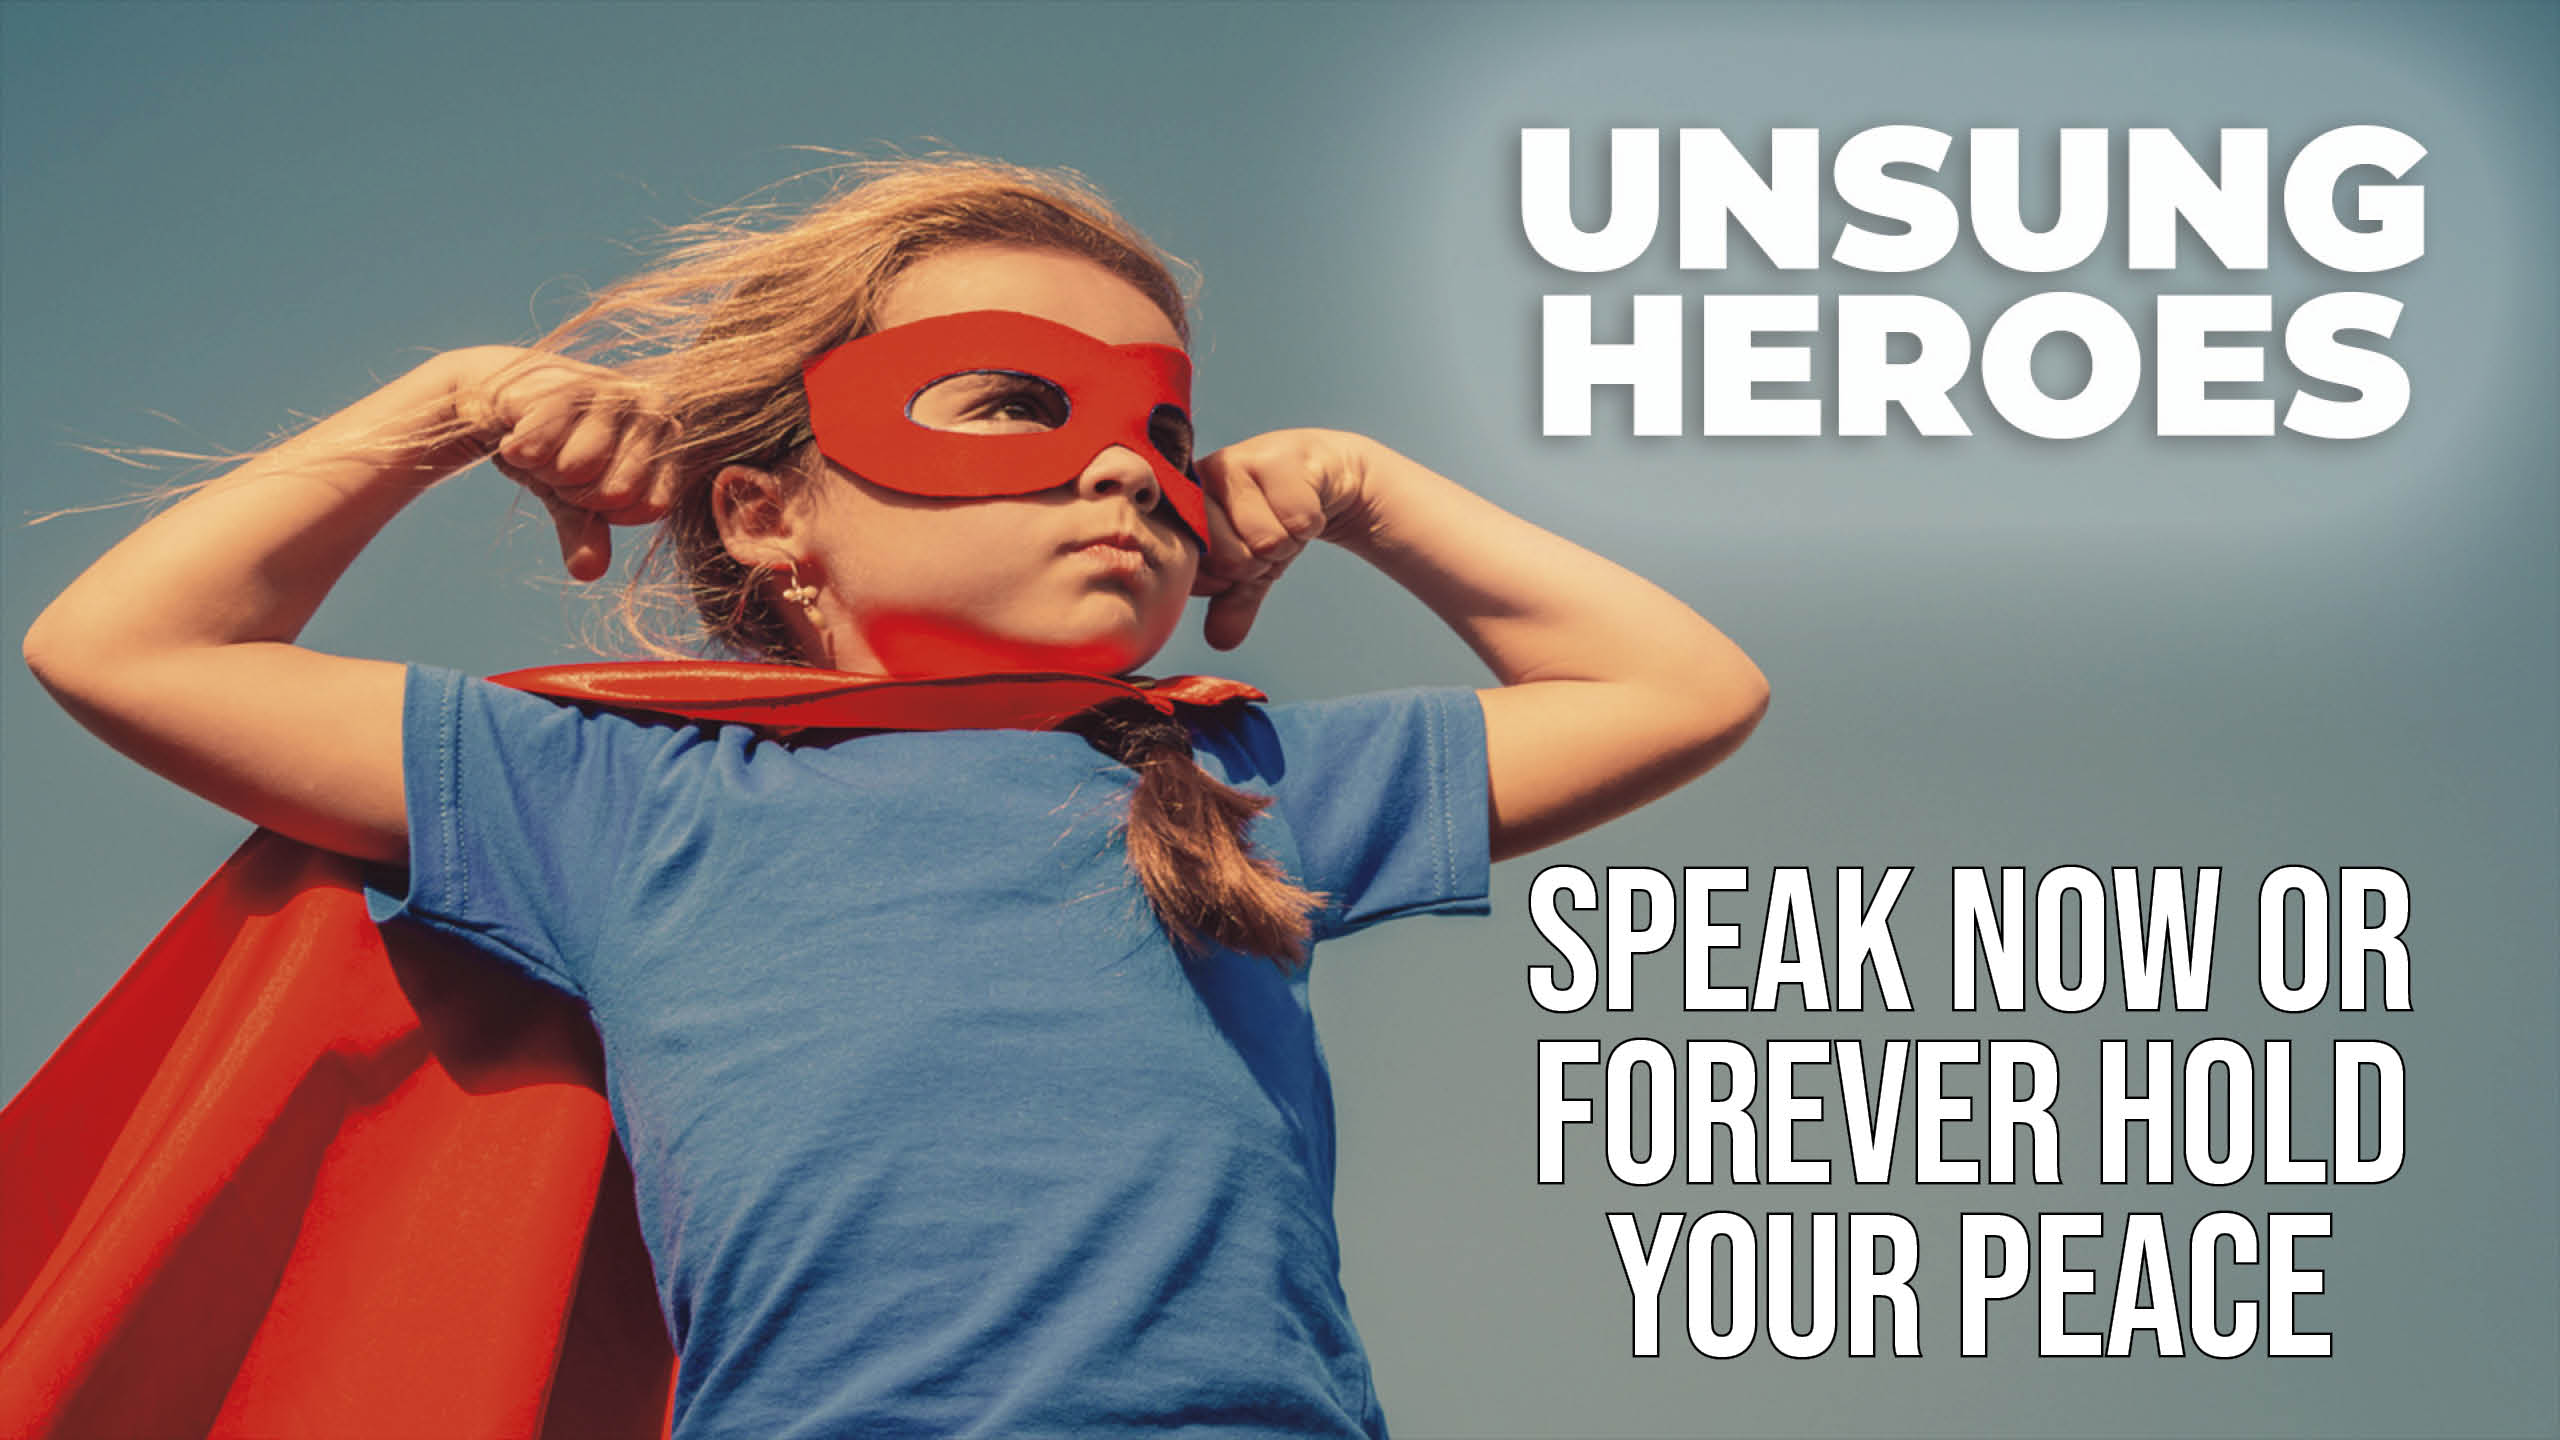 UNSUNG
HEROES
SPEAK NOW OR
FOREVER HOLD
YOUR PEACE